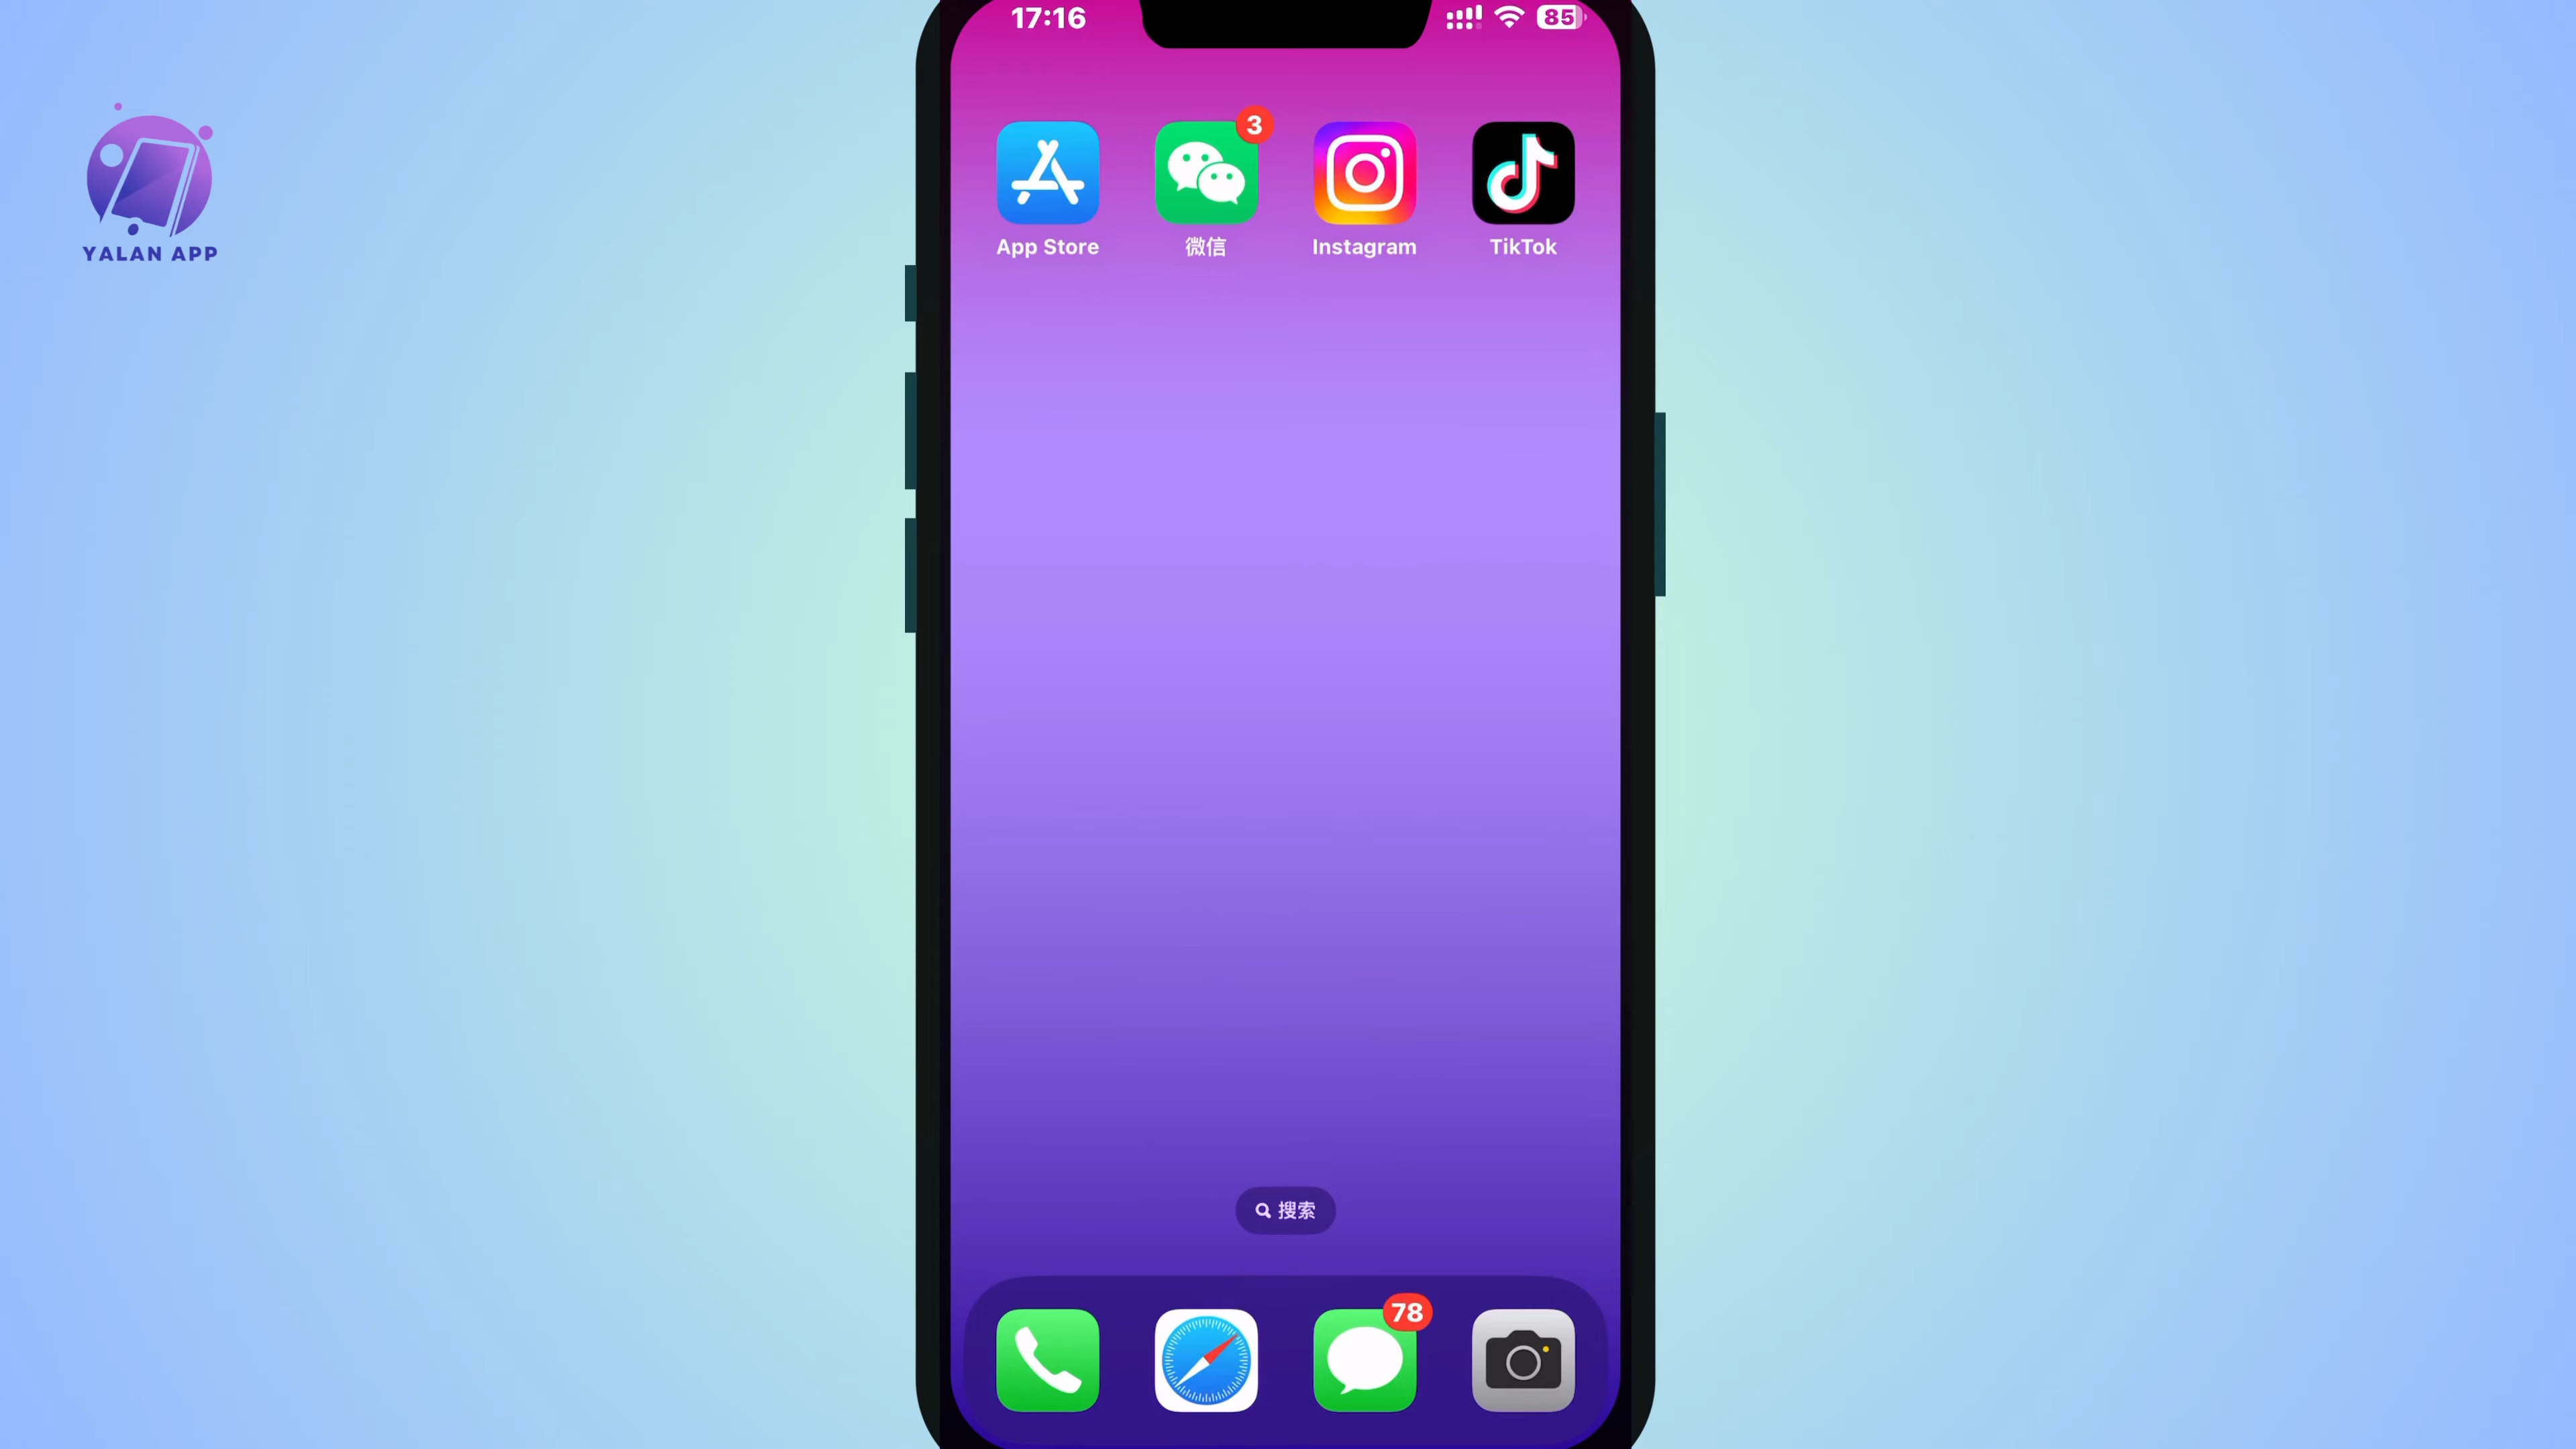 17:16
85
YALAN APP
3
App Store
微信
Instagram
TikTok
搜索
78